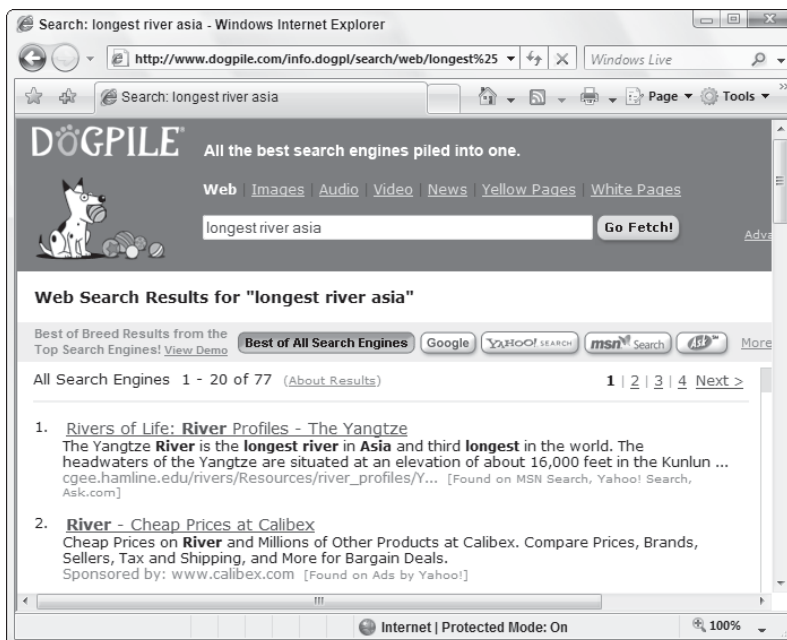 Search: longest river asia - Windows Internet Explorer
http://www.dogpile.com/info.dogpl/search/web/longest%25
Windows Live
Search: longest river asia
Page
Tools
DOGPILE
All the best search engines piled into one.
Web | Images | Audio | Video | News | Yellow Pages | White Pages
longest river asia
Go Fetch!
Adva
Web Search Results for "longest river asia"
Best of Breed Results from the
Top Search Engines! View Demo
Best of All Search Engines
Google
YAHOO! SEARCH
msn Search
Ask
More
All Search Engines 1 - 20 of 77 (About Results)
1 | 2 | 3 | 4 Next >
1. Rivers of Life: River Profiles - The Yangtze
The Yangtze River is the longest river in Asia and third longest in the world. The
headwaters of the Yangtze are situated at an elevation of about 16,000 feet in the Kunlun ...
cgee.hamline.edu/rivers/Resources/river_profiles/Y... [Found on MSN Search, Yahoo! Search,
Ask.com]
2. River - Cheap Prices at Calibex
Cheap Prices on River and Millions of Other Products at Calibex. Compare Prices, Brands,
Sellers, Tax and Shipping, and More for Bargain Deals.
Sponsored by: www.calibex.com [Found on Ads by Yahoo!]
Internet | Protected Mode: On
100%